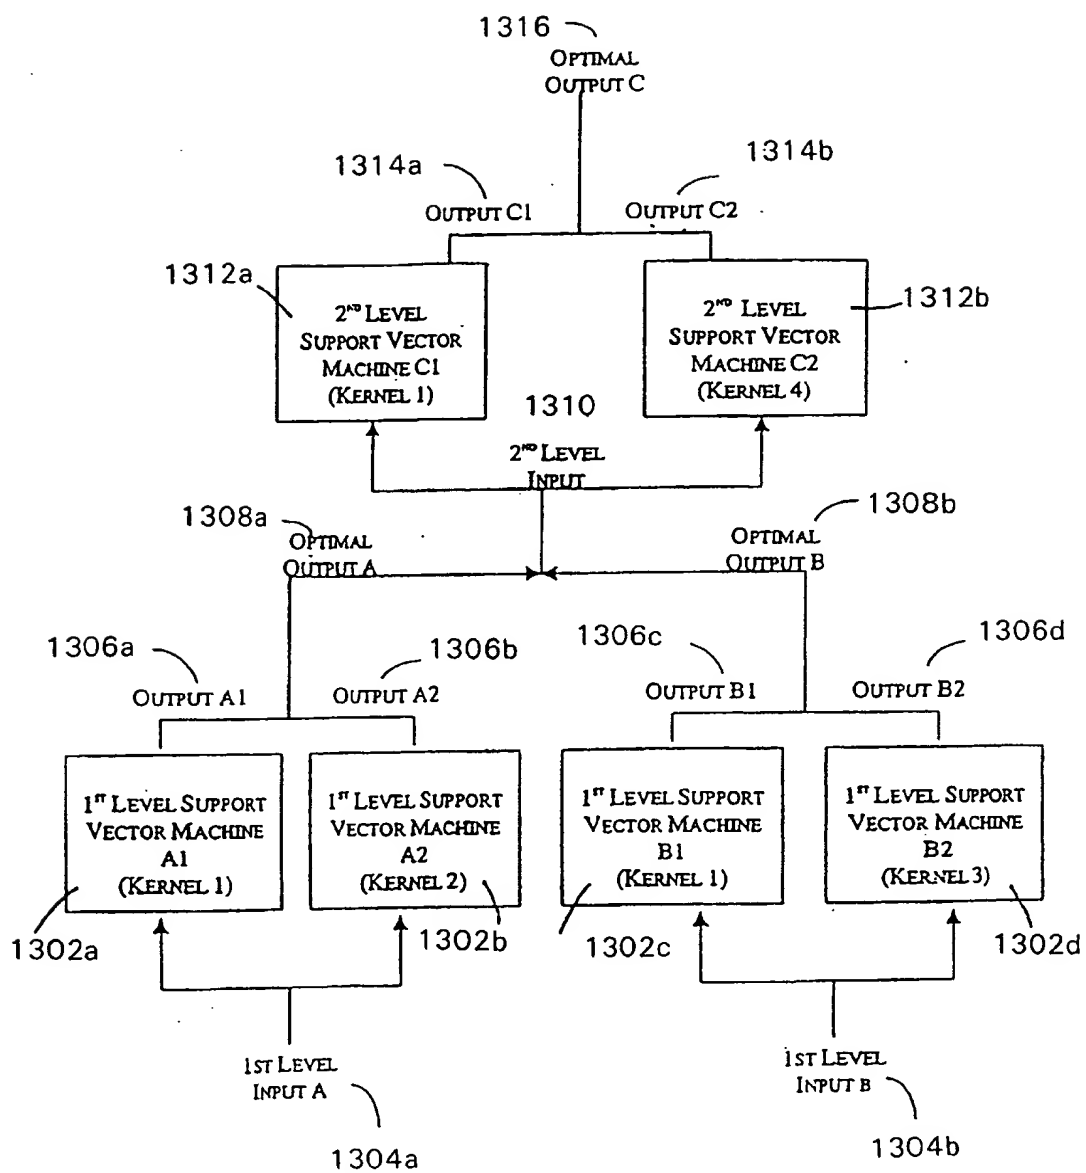 1316
OPTIMAL
OUTPUT C
1314a
1314b
OUTPUT C1
OUTPUT C2
1312a
1312b
2ND LEVEL
SUPPORT VECTOR
MACHINE C1
(KERNEL 1)
2ND LEVEL
SUPPORT VECTOR
MACHINE C2
(KERNEL 4)
1310
2ND LEVEL
INPUT
1308a
OPTIMAL
OUTPUT A
1308b
OPTIMAL
OUTPUT B
1306a
1306b
1306c
1306d
OUTPUT A1
OUTPUT A2
OUTPUT B1
OUTPUT B2
1ST LEVEL SUPPORT
VECTOR MACHINE
A1
(KERNEL 1)
1ST LEVEL SUPPORT
VECTOR MACHINE
A2
(KERNEL 2)
1ST LEVEL SUPPORT
VECTOR MACHINE
B1
(KERNEL 1)
1ST LEVEL SUPPORT
VECTOR MACHINE
B2
(KERNEL 3)
1302a
1302b
1302c
1302d
1ST LEVEL
INPUT A
1ST LEVEL
INPUT B
1304a
1304b